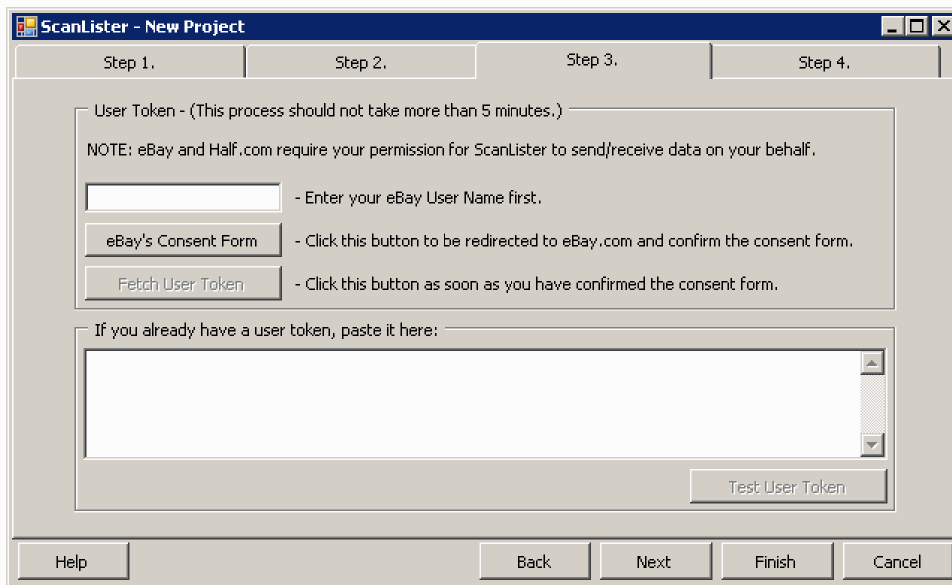 ScanLister - New Project
Step 1. Step 2. Step 3. Step 4.
User Token - (This process should not take more than 5 minutes.)
NOTE: eBay and Half.com require your permission for ScanLister to send/receive data on your behalf.
- Enter your eBay User Name first.
eBay's Consent Form - Click this button to be redirected to eBay.com and confirm the consent form.
Fetch User Token - Click this button as soon as you have confirmed the consent form.
If you already have a user token, paste it here:
Test User Token
Help Back Next Finish Cancel